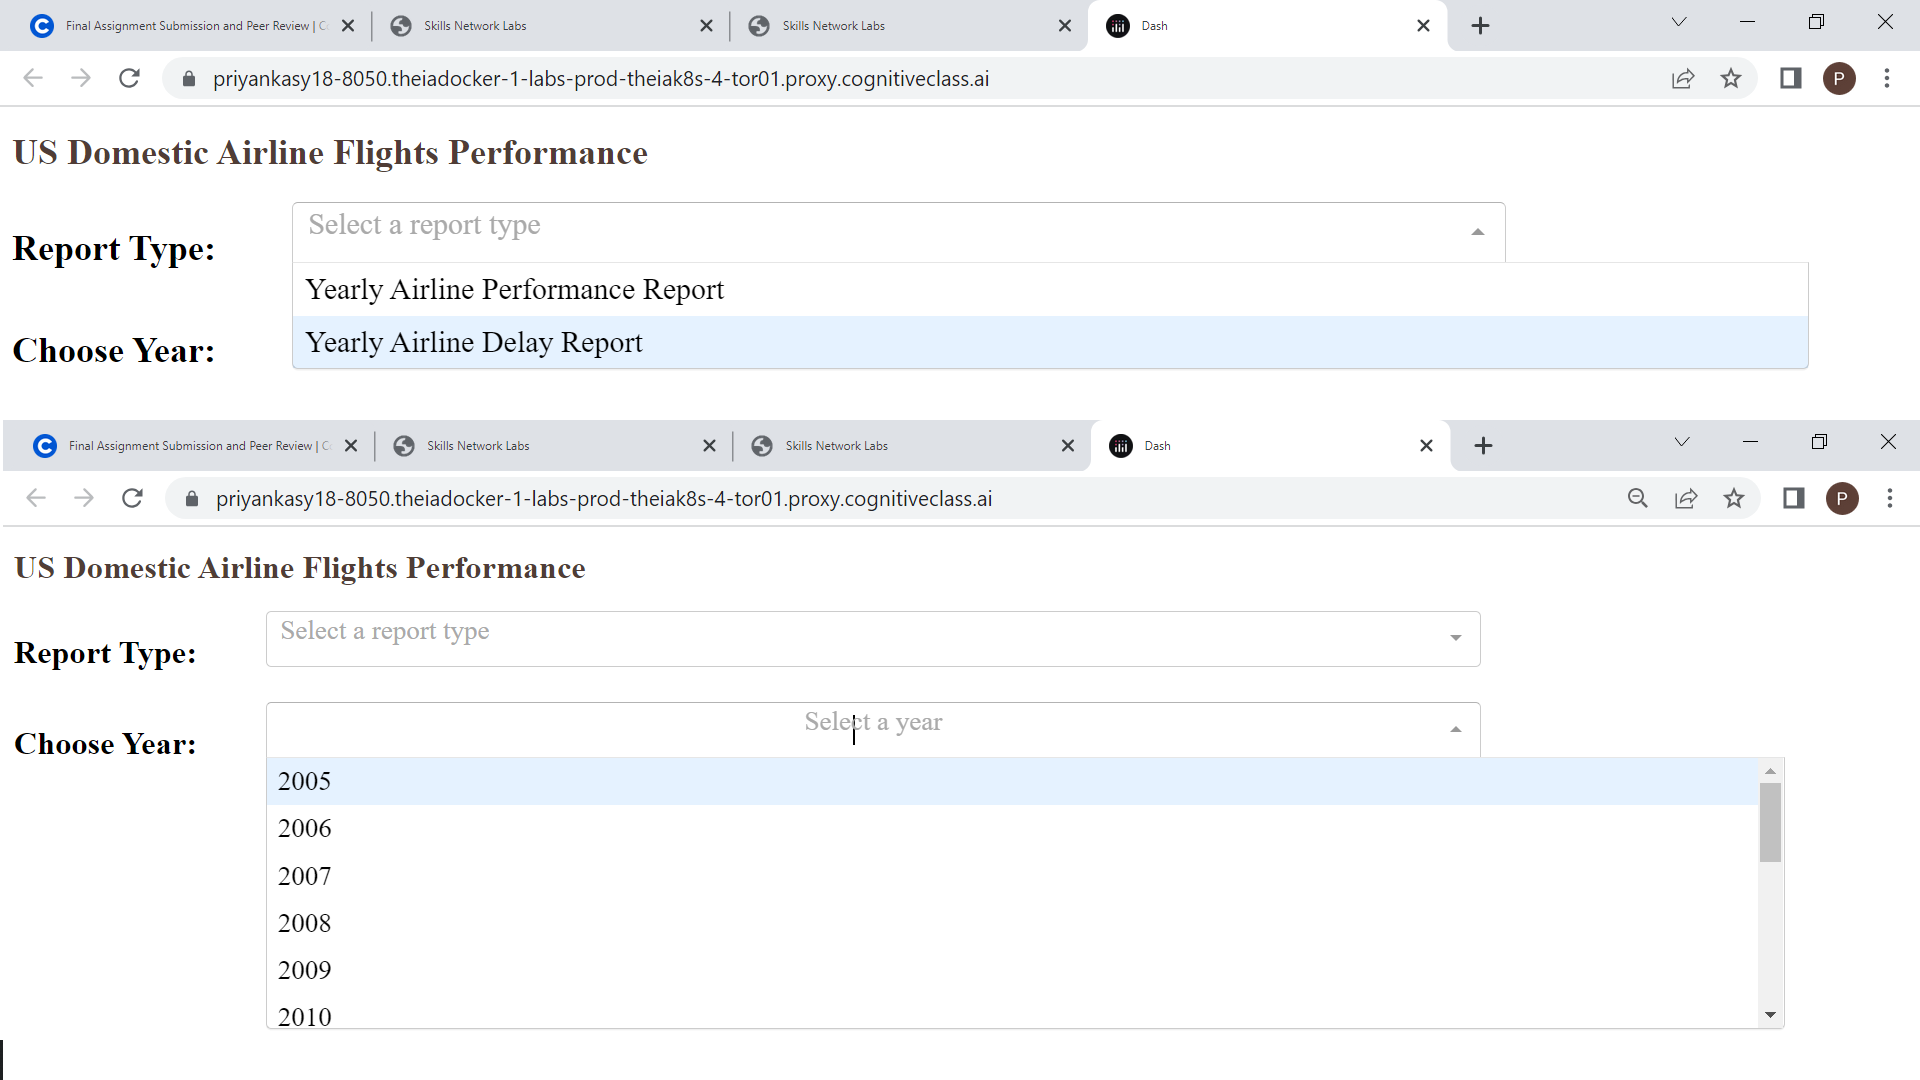 Final Assignment Submission and Peer Review | Skills Network Labs Skills Network Labs Dash
priyankasy18-8050.theiadocker-1-labs-prod-theiak8s-4-tor01.proxy.cognitiveclass.ai P
US Domestic Airline Flights Performance
Select a report type
Report Type:
Yearly Airline Performance Report
Yearly Airline Delay Report
Choose Year:
Final Assignment Submission and Peer Review | Skills Network Labs Skills Network Labs Dash
priyankasy18-8050.theiadocker-1-labs-prod-theiak8s-4-tor01.proxy.cognitiveclass.ai P
US Domestic Airline Flights Performance
Select a report type
Report Type:
Select a year
Choose Year:
2005
2006
2007
2008
2009
2010